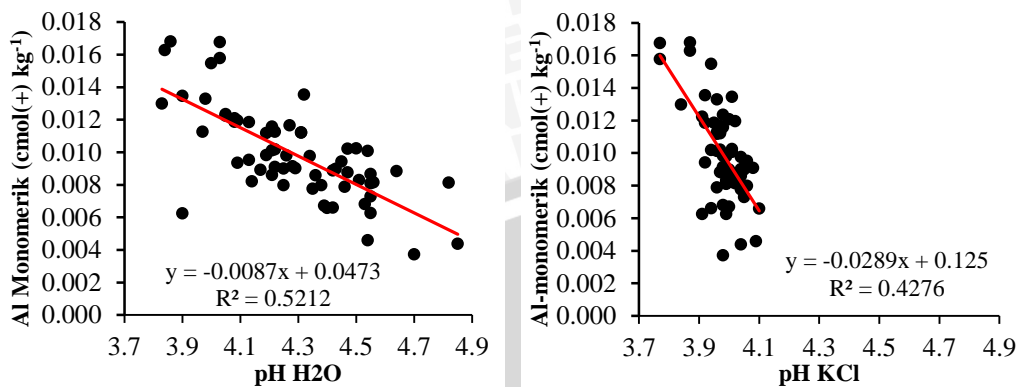 Al Monomerik (cmol(+) kg-1)
0.018
0.016
0.014
0.012
0.010
0.008
0.006
0.004
0.002
0.000
y = -0.0087x + 0.0473
R² = 0.5212
3.7 3.9 4.1 4.3 4.5 4.7 4.9
pH H2O
Al-monomerik (cmol(+) kg-1)
0.018
0.016
0.014
0.012
0.010
0.008
0.006
0.004
0.002
0.000
y = -0.0289x + 0.125
R² = 0.4276
3.7 3.9 4.1 4.3 4.5 4.7 4.9
pH KCl